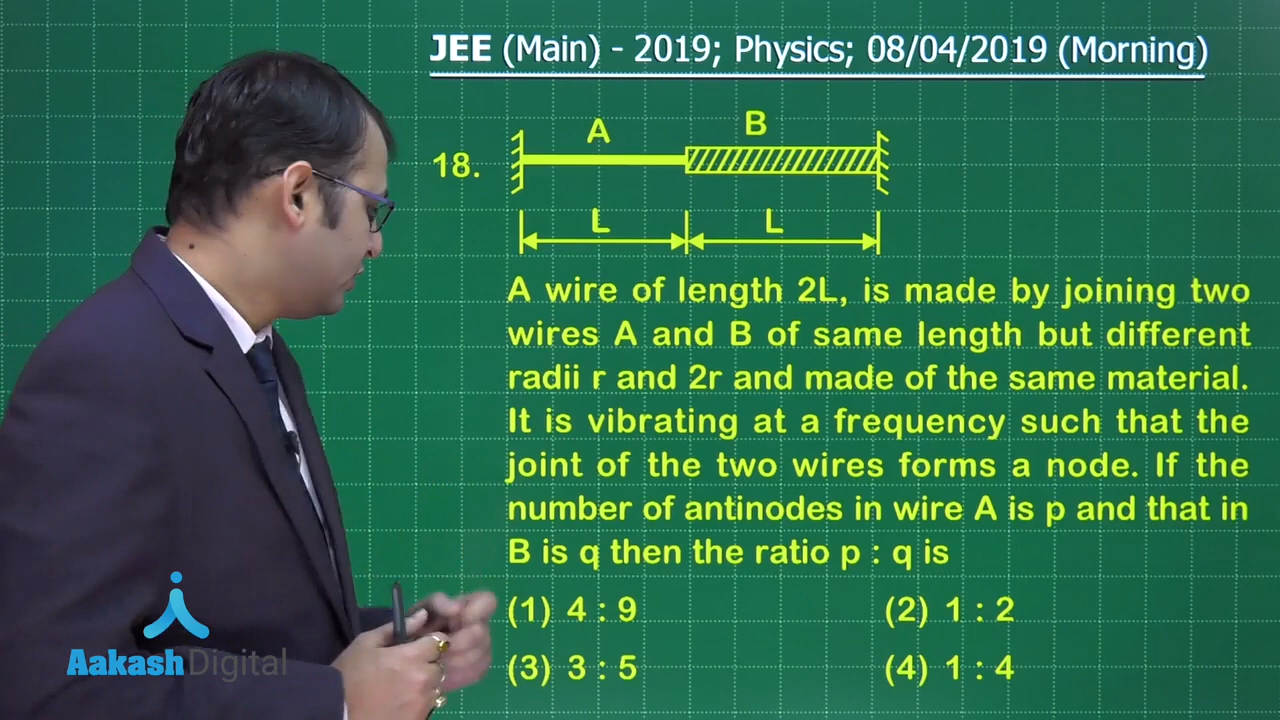 JEE (Main) - 2019; Physics; 08/04/2019 (Morning)
A
B
18.
L
L
A wire of length 2L, is made by joining two
wires A and B of same length but different
radii r and 2r and made of the same material.
It is vibrating at a frequency such that the
joint of the two wires forms a node. If the
number of antinodes in wire A is p and that in
B is q then the ratio p : q is
(1) 4 : 9
(2) 1 : 2
(3) 3 : 5
(4) 1 : 4
Aakash Digital